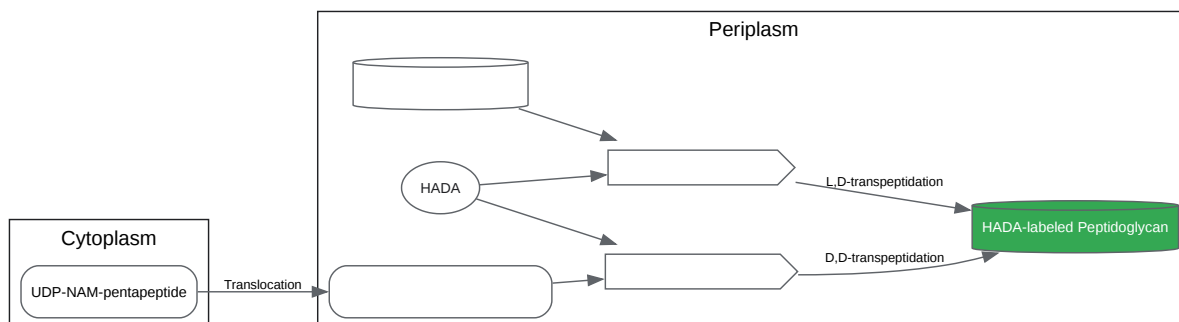 Periplasm
HADA
L,D-transpeptidation
HADA-labeled Peptidoglycan
Cytoplasm
D,D-transpeptidation
UDP-NAM-pentapeptide
Translocation